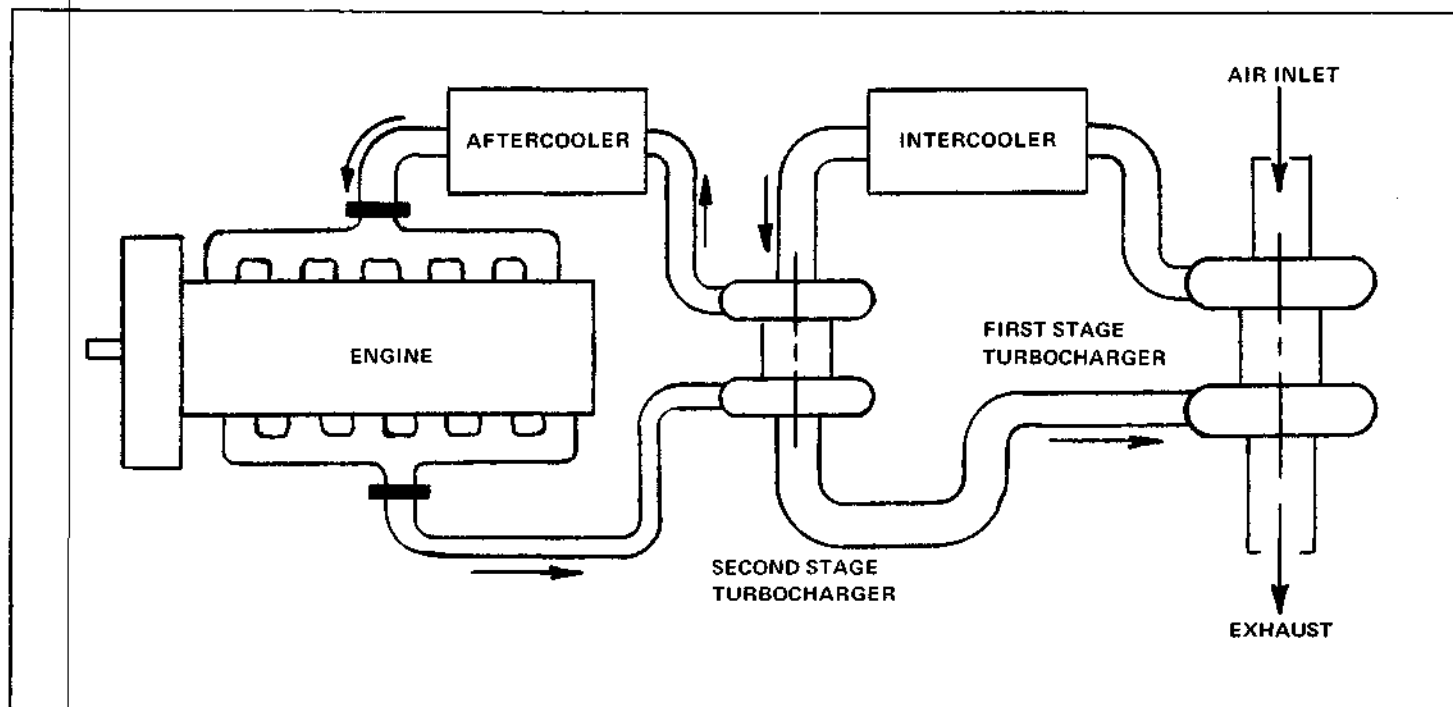 AIR INLET
AFTERCOOLER
INTERCOOLER
ENGINE
FIRST STAGE
TURBOCHARGER
SECOND STAGE
TURBOCHARGER
EXHAUST